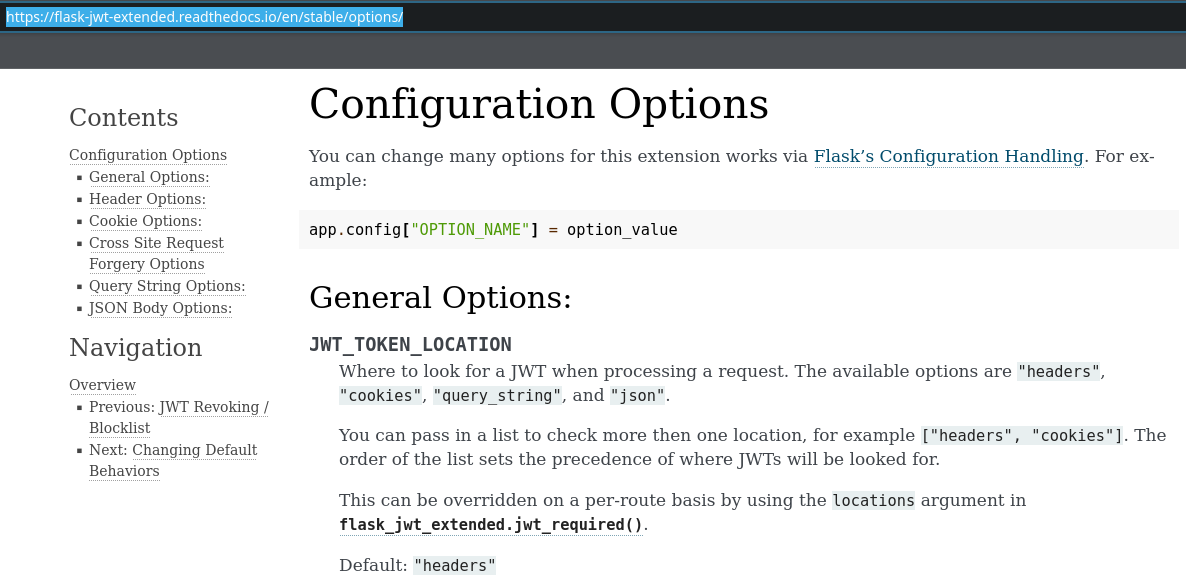 https://flask-jwt-extended.readthedocs.io/en/stable/options/
Contents
Configuration Options
▪ General Options:
▪ Header Options:
▪ Cookie Options:
▪ Cross Site Request
Forgery Options
▪ Query String Options:
▪ JSON Body Options:
Navigation
Overview
▪ Previous: JWT Revoking /
Blocklist
▪ Next: Changing Default
Behaviors
Configuration Options
You can change many options for this extension works via Flask’s Configuration Handling. For ex-
ample:
app.config["OPTION_NAME"] = option_value
General Options:
JWT_TOKEN_LOCATION
Where to look for a JWT when processing a request. The available options are "headers",
"cookies", "query_string", and "json".
You can pass in a list to check more then one location, for example ["headers", "cookies"]. The
order of the list sets the precedence of where JWTs will be looked for.
This can be overridden on a per-route basis by using the locations argument in
flask_jwt_extended.jwt_required().
Default: "headers"